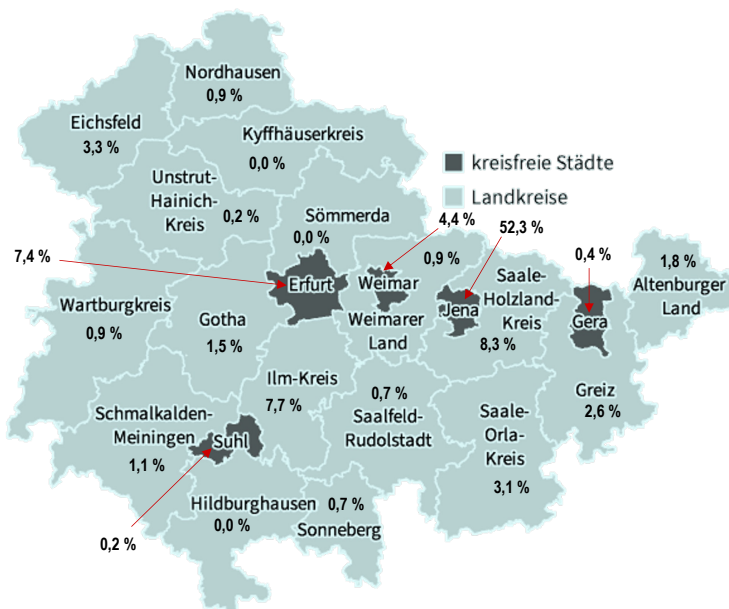 Nordhausen
0,9 %
Eichsfeld
3,3 %
Kyffhäuserkreis
0,0 %
kreisfreie Städte
Landkreise
Unstrut-
Hainich-
Kreis
0,2 %
Sömmerda
0,0 %
4,4 %
52,3 %
7,4 %
Erfurt
Weimar
0,9 %
Weimarer
Land
Jena
Saale-
Holzland-
Kreis
8,3 %
0,4 %
Gera
1,8 %
Altenburger
Land
Wartburgkreis
0,9 %
Gotha
1,5 %
Ilm-Kreis
7,7 %
0,7 %
Saalfeld-
Rudolstadt
Saale-
Orla-
Kreis
3,1 %
Greiz
2,6 %
Schmalkalden-
Meiningen
1,1 %
Suhl
0,2 %
Hildburghausen
0,0 %
0,7 %
Sonneberg